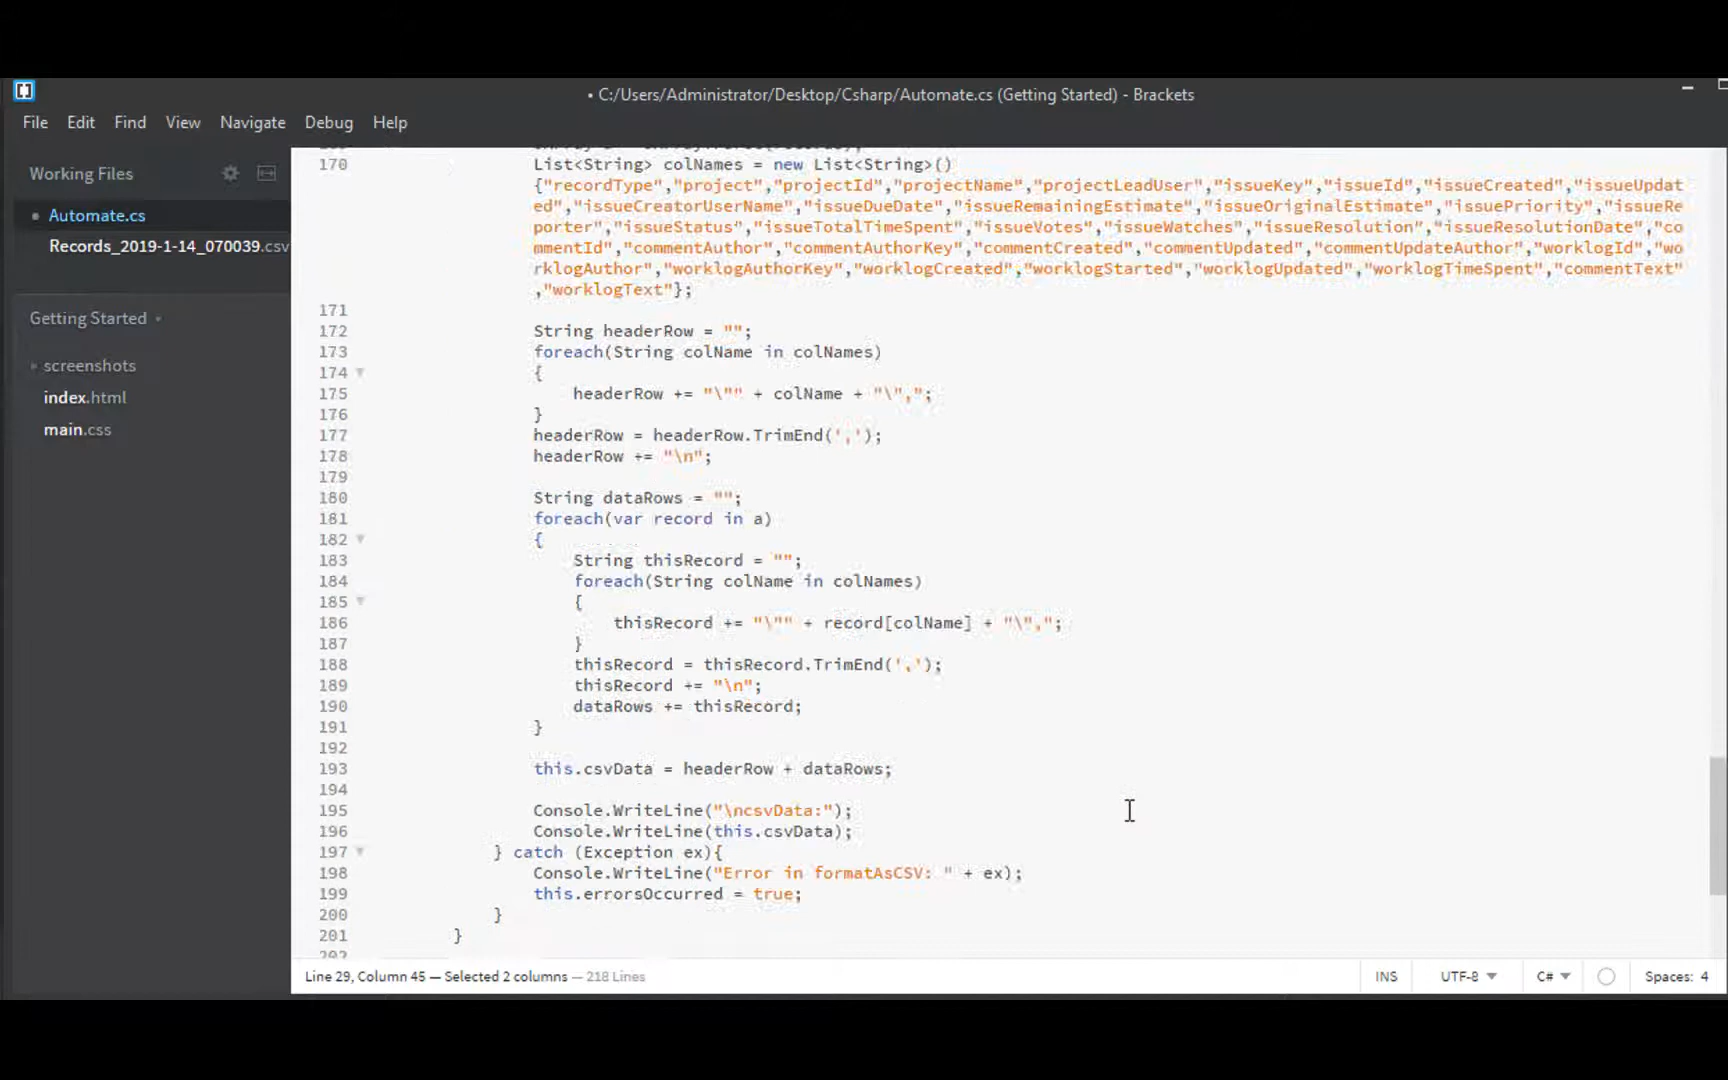 • C:/Users/Administrator/Desktop/Csharp/Automate.cs (Getting Started) - Brackets
File Edit Find View Navigate Debug Help
Working Files
Automate.cs
Records_2019-1-14_070039.csv
Getting Started
screenshots
index.html
main.css
170 List<String> colNames = new List<String>()
{"recordType","project","projectId","projectName","projectLeadUser","issueKey","issueId","issueCreated","issueUpdat
ed","issueCreatorUserName","issueDueDate","issueRemainingEstimate","issueOriginalEstimate","issuePriority","issueRe
porter","issueStatus","issueTotalTimeSpent","issueVotes","issueWatches","issueResolution","issueResolutionDate","co
mmentId","commentAuthor","commentAuthorKey","commentCreated","commentUpdated","commentUpdateAuthor","worklogId","wo
rklogAuthor","worklogAuthorKey","worklogCreated","worklogStarted","worklogUpdated","worklogTimeSpent","commentText"
,"worklogText"};
171
172 String headerRow = "";
173 foreach(String colName in colNames)
174 {
175 headerRow += "\"" + colName + "\",";
176 }
177 headerRow = headerRow.TrimEnd(',');
178 headerRow += "\n";
179
180 String dataRows = "";
181 foreach(var record in a)
182 {
183 String thisRecord = "";
184 foreach(String colName in colNames)
185 {
186 thisRecord += "\"" + record[colName] + "\",";
187 }
188 thisRecord = thisRecord.TrimEnd(',');
189 thisRecord += "\n";
190 dataRows += thisRecord;
191 }
192
193 this.csvData = headerRow + dataRows;
194
195 Console.WriteLine("\ncsvData:");
196 Console.WriteLine(this.csvData);
197 } catch (Exception ex){
198 Console.WriteLine("Error in formatAsCSV: " + ex);
199 this.errorsOccurred = true;
200 }
201 }
202
Line 29, Column 45 — Selected 2 columns — 218 Lines
INS UTF-8 C# Spaces: 4